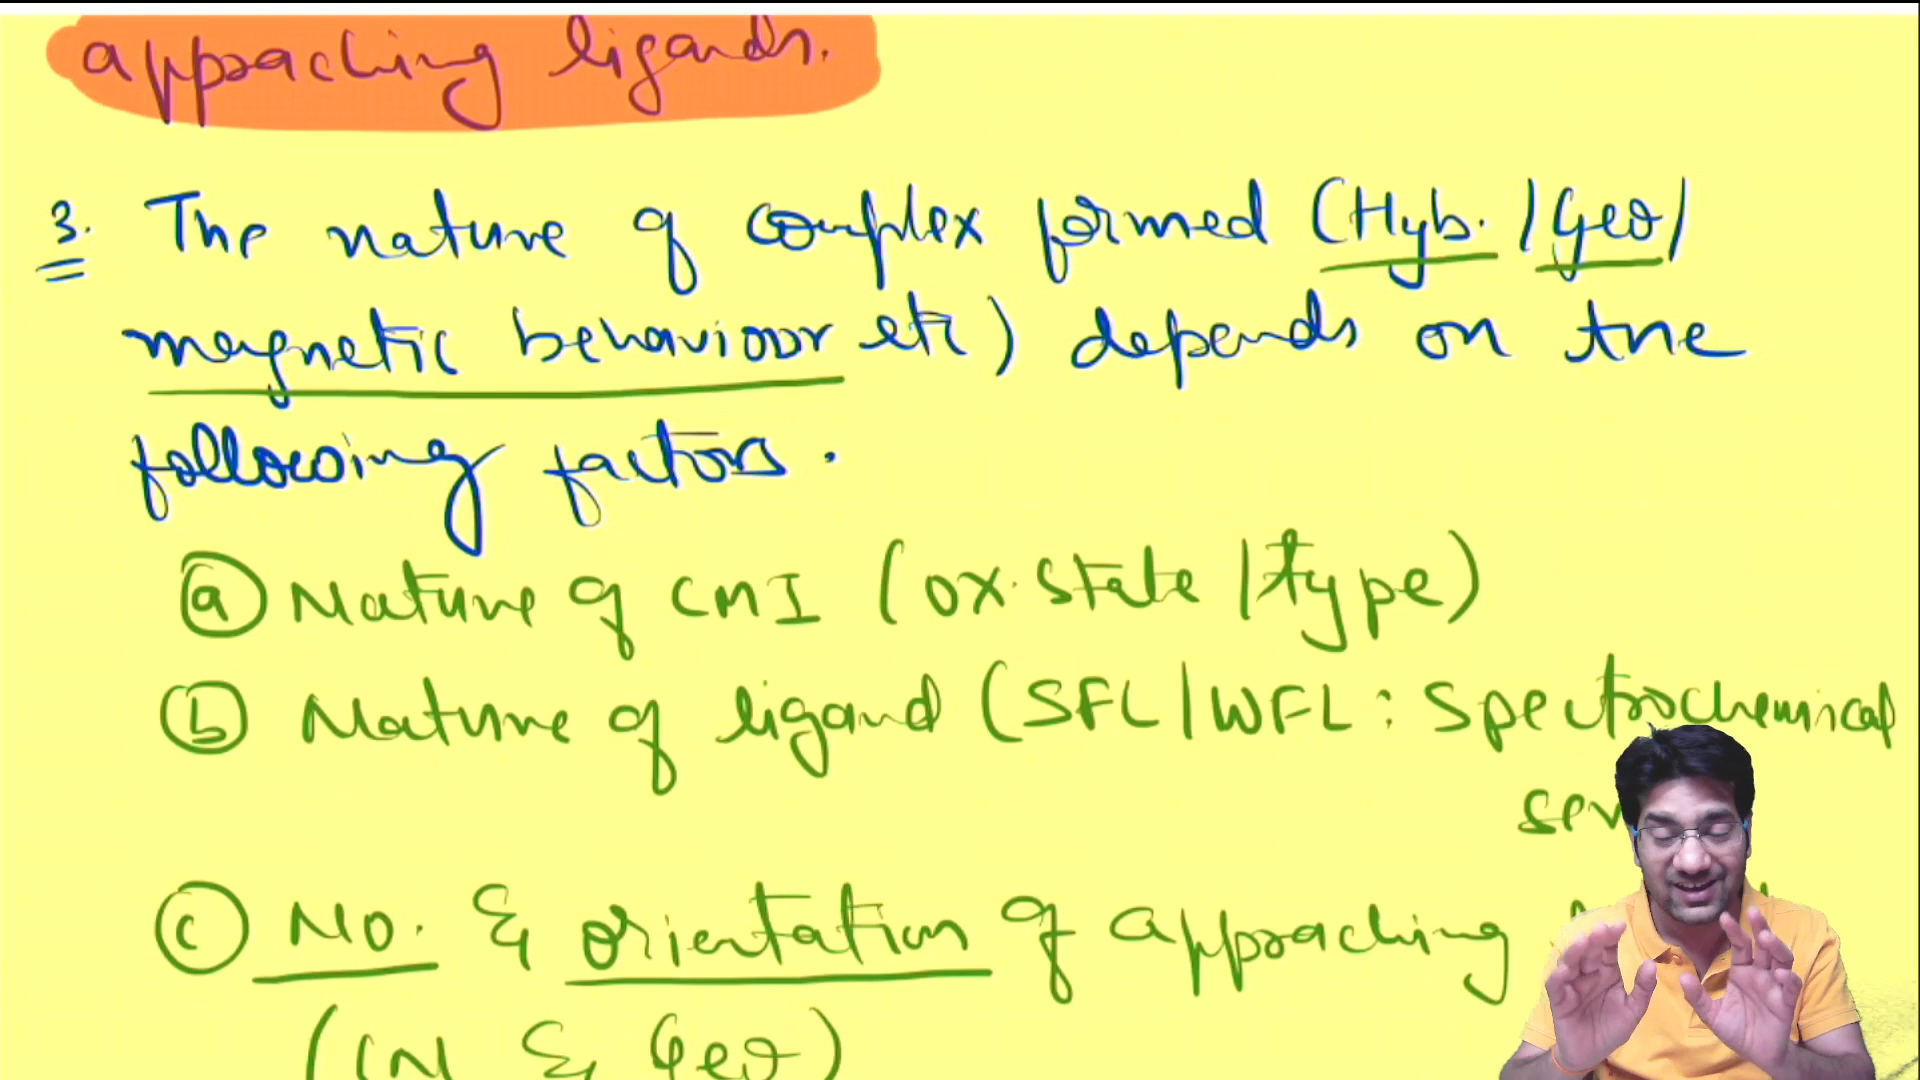 approaching ligands.
3. The nature of complex formed (Hyb. / Geo /
magnetic behaviour etc) depends on the
following factors.
(a) Nature of CMI (ox. state / type)
(b) Nature of ligand (SFL / WFL : Spectrochemical
(c) No. & orientation of approaching
(CN & Geo)